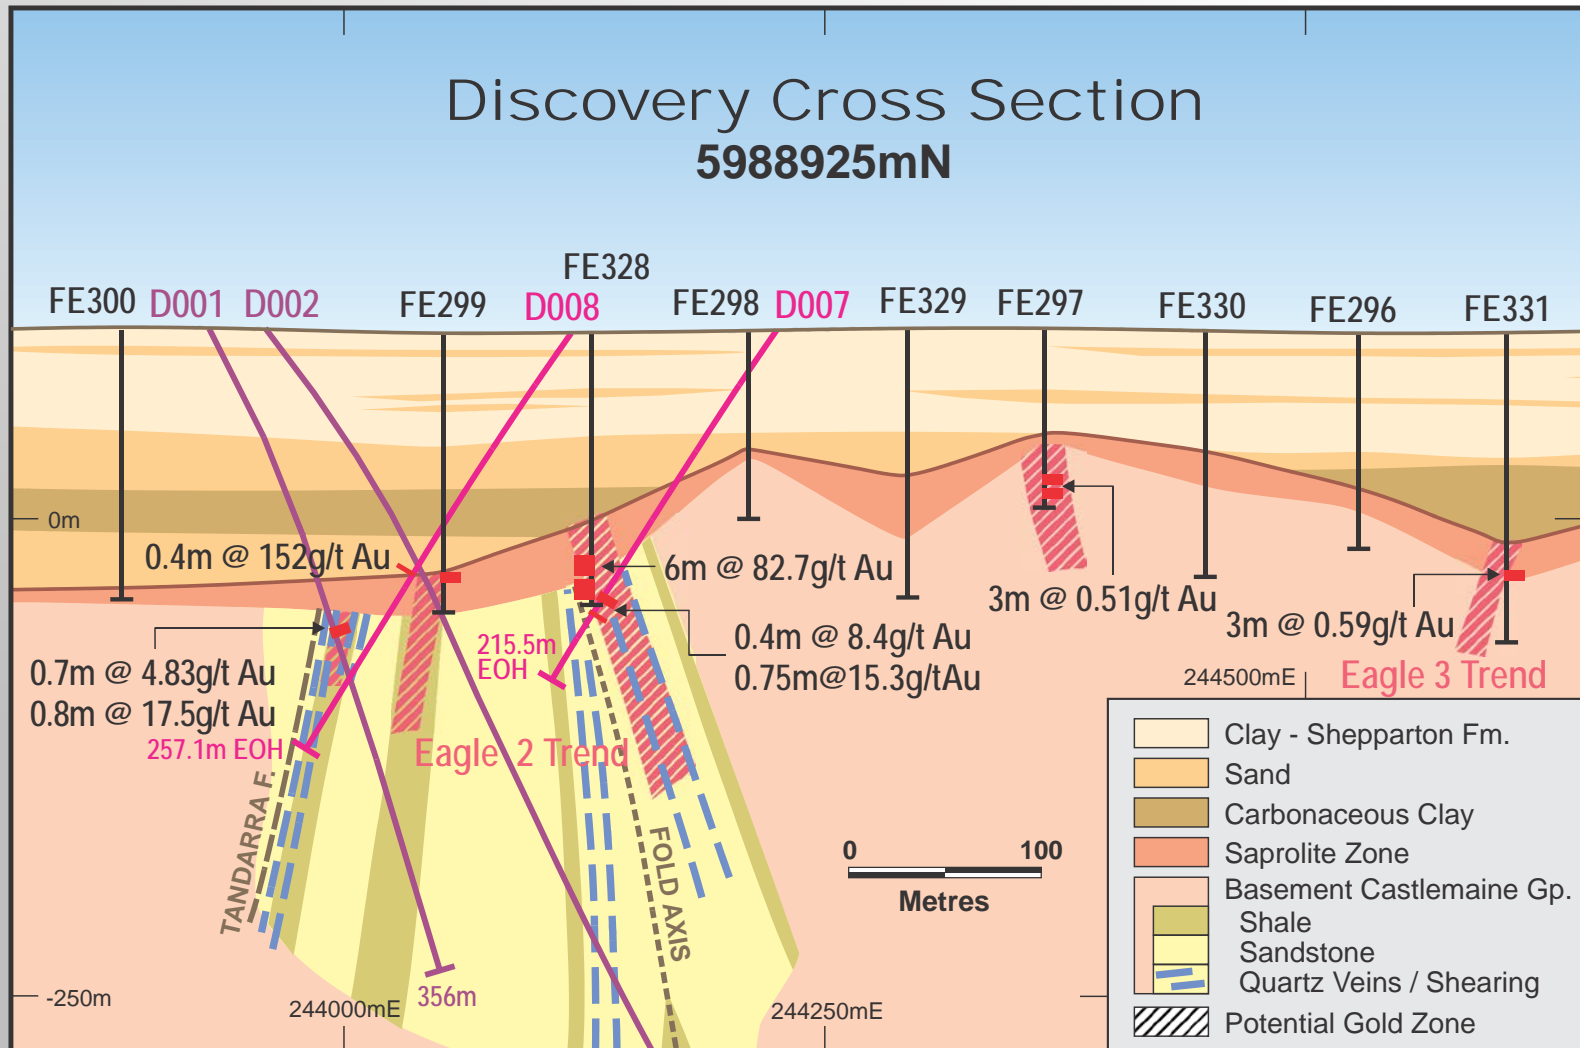 Discovery Cross Section
5988925mN
FE328
FE300 D001 D002 FE299 D008 FE298 D007 FE329 FE297 FE330 FE296 FE331
0m
0.4m @ 152g/t Au
6m @ 82.7g/t Au
3m @ 0.51g/t Au
3m @ 0.59g/t Au
0.4m @ 8.4g/t Au
0.75m@15.3g/tAu
215.5m
EOH
0.7m @ 4.83g/t Au
0.8m @ 17.5g/t Au
257.1m EOH
Eagle 2 Trend
244500mE
Eagle 3 Trend
TANDARRA F.
FOLD AXIS
0 100
Metres
-250m
356m
244000mE
244250mE
Clay - Shepparton Fm.
Sand
Carbonaceous Clay
Saprolite Zone
Basement Castlemaine Gp.
Shale
Sandstone
Quartz Veins / Shearing
Potential Gold Zone